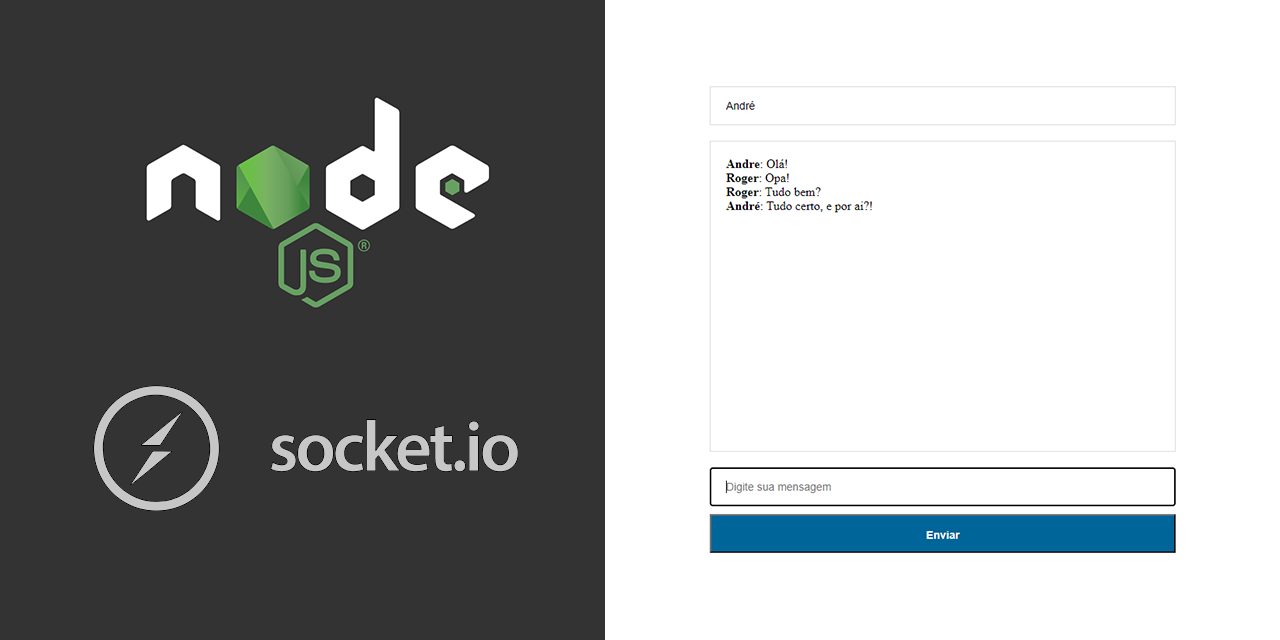 node
JS®
socket.io
André
Andre: Olá!
Roger: Opa!
Roger: Tudo bem?
André: Tudo certo, e por aí?!
Digite sua mensagem
Enviar